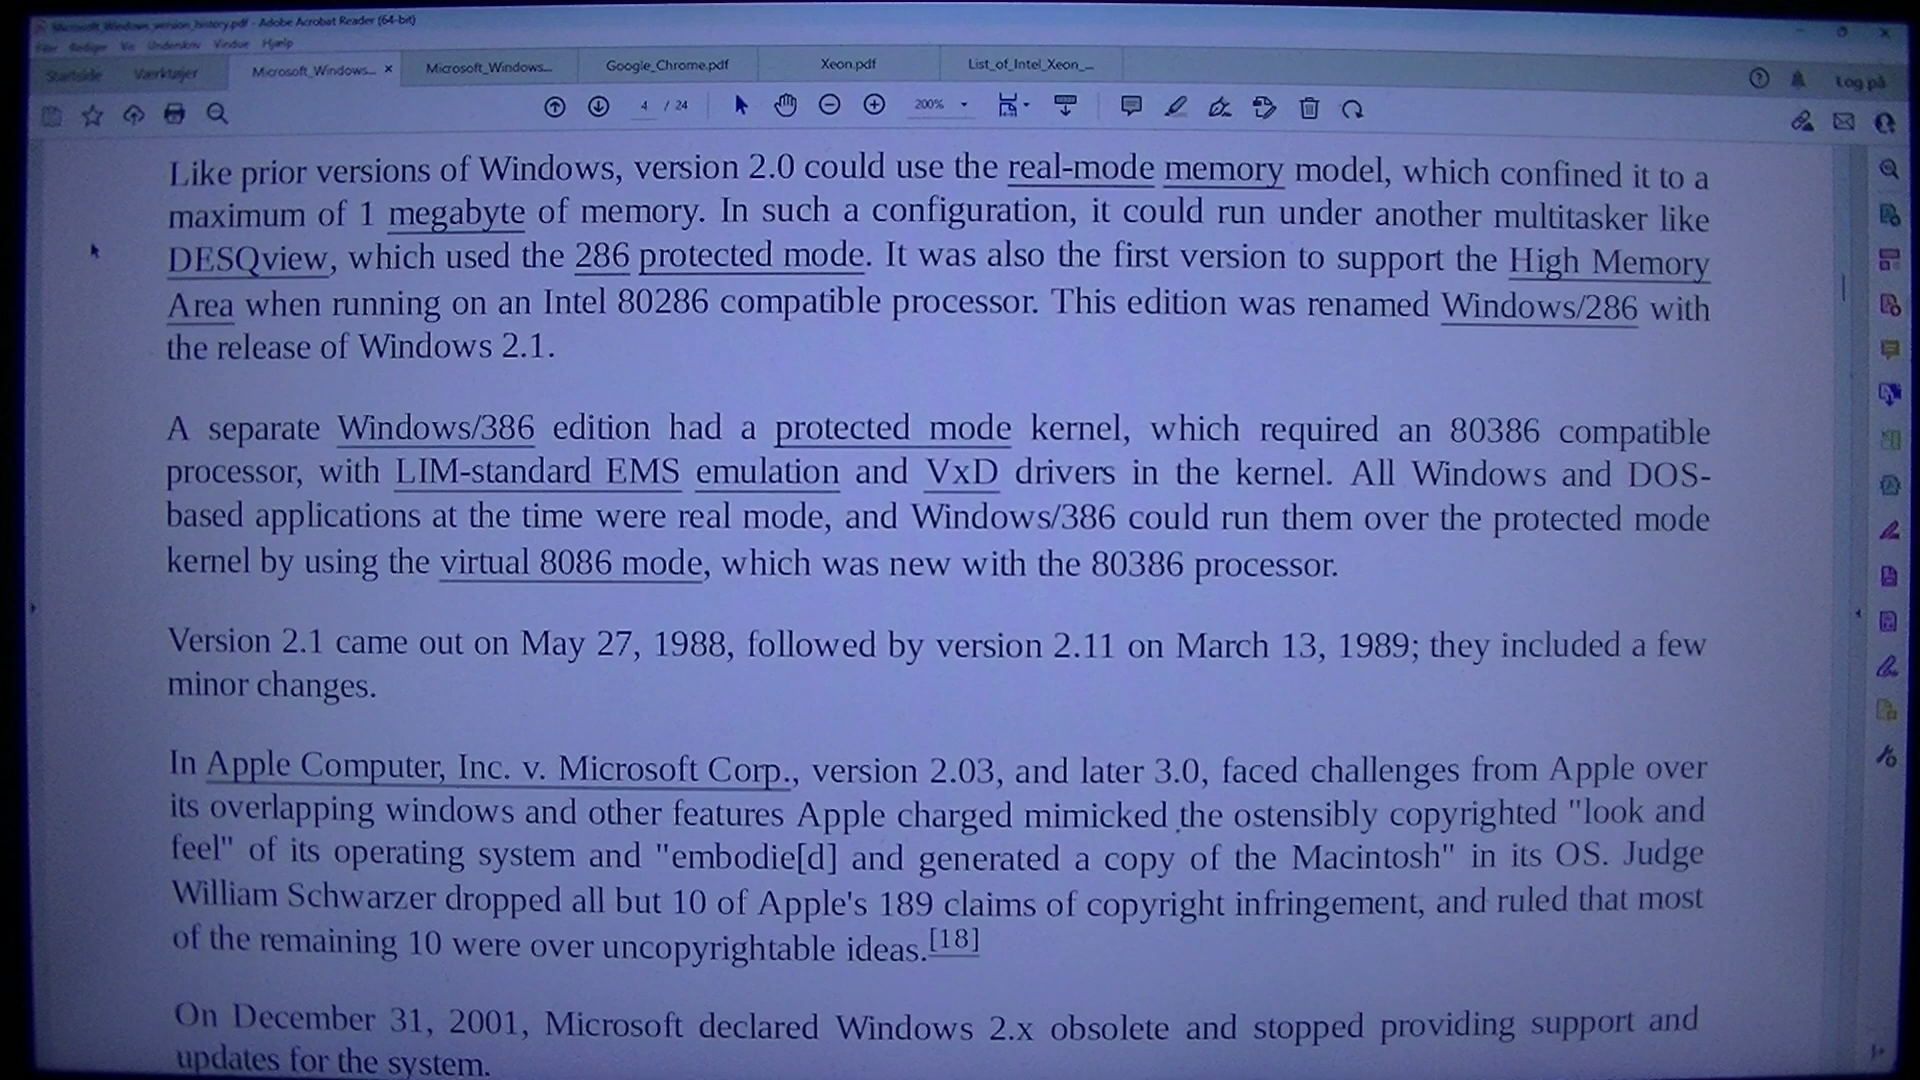 Microsoft_Windows_version_history.pdf - Adobe Acrobat Reader (64-bit)
Filer Rediger Vis Underskriv Vindue Hjælp
Startside Værktøjer Microsoft_Windows... × Microsoft_Windows... Google_Chrome.pdf Xeon.pdf List_of_Intel_Xeon_... Log på
4 / 24 200%
Like prior versions of Windows, version 2.0 could use the real-mode memory model, which confined it to a
maximum of 1 megabyte of memory. In such a configuration, it could run under another multitasker like
DESQview, which used the 286 protected mode. It was also the first version to support the High Memory
Area when running on an Intel 80286 compatible processor. This edition was renamed Windows/286 with
the release of Windows 2.1.
A separate Windows/386 edition had a protected mode kernel, which required an 80386 compatible
processor, with LIM-standard EMS emulation and VxD drivers in the kernel. All Windows and DOS-
based applications at the time were real mode, and Windows/386 could run them over the protected mode
kernel by using the virtual 8086 mode, which was new with the 80386 processor.
Version 2.1 came out on May 27, 1988, followed by version 2.11 on March 13, 1989; they included a few
minor changes.
In Apple Computer, Inc. v. Microsoft Corp., version 2.03, and later 3.0, faced challenges from Apple over
its overlapping windows and other features Apple charged mimicked the ostensibly copyrighted "look and
feel" of its operating system and "embodie[d] and generated a copy of the Macintosh" in its OS. Judge
William Schwarzer dropped all but 10 of Apple's 189 claims of copyright infringement, and ruled that most
of the remaining 10 were over uncopyrightable ideas.[18]
On December 31, 2001, Microsoft declared Windows 2.x obsolete and stopped providing support and
updates for the system.